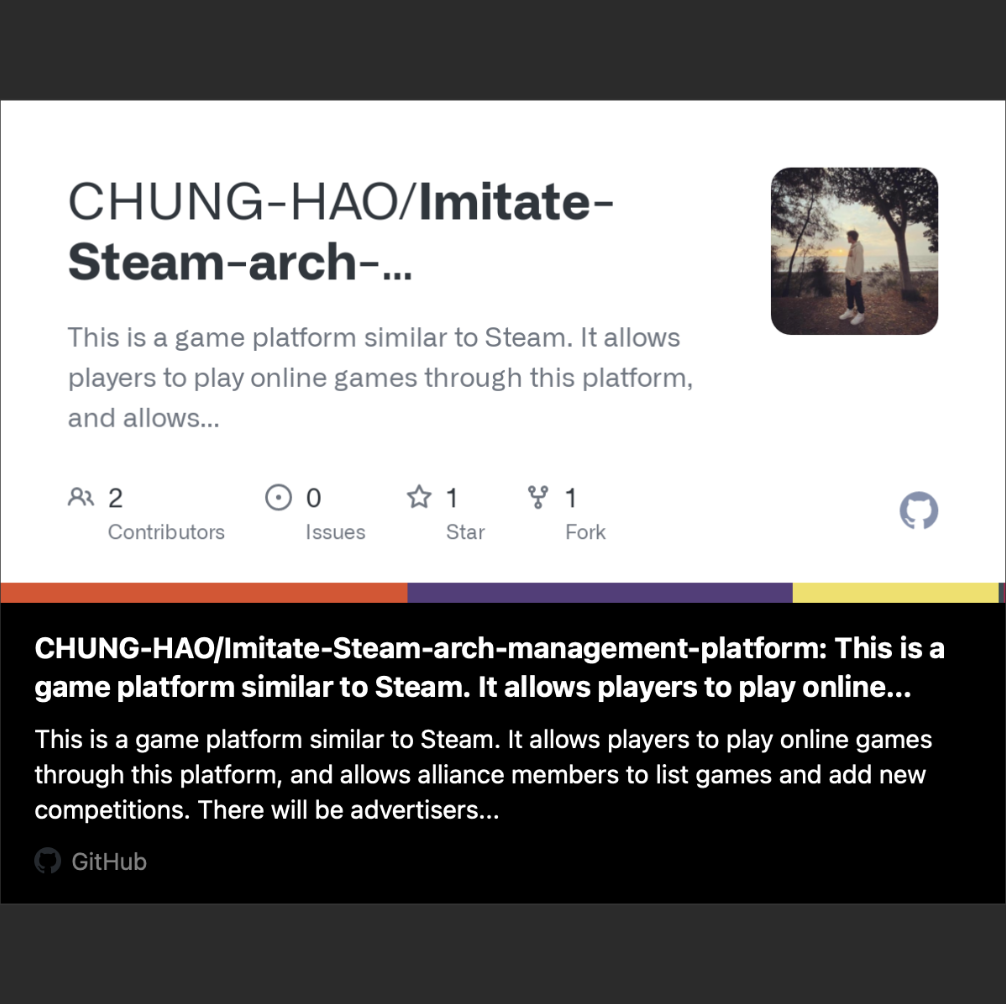 CHUNG-HAO/Imitate-
Steam-arch-...
This is a game platform similar to Steam. It allows
players to play online games through this platform,
and allows...
2
Contributors
0
Issues
1
Star
1
Fork
CHUNG-HAO/Imitate-Steam-arch-management-platform: This is a
game platform similar to Steam. It allows players to play online...
This is a game platform similar to Steam. It allows players to play online games
through this platform, and allows alliance members to list games and add new
competitions. There will be advertisers...
GitHub